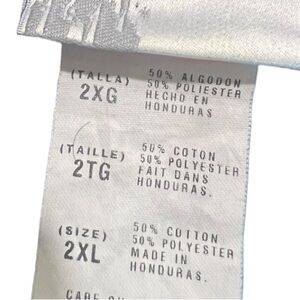 (TALLA)
2XG
50% ALGODON
50% POLIESTER
HECHO EN
HONDURAS
(TAILLE)
2TG
50% COTON
50% POLYESTER
FAIT DANS
HONDURAS.
(SIZE)
2XL
50% COTTON
50% POLYESTER
MADE IN
HONDURAS.
CARE